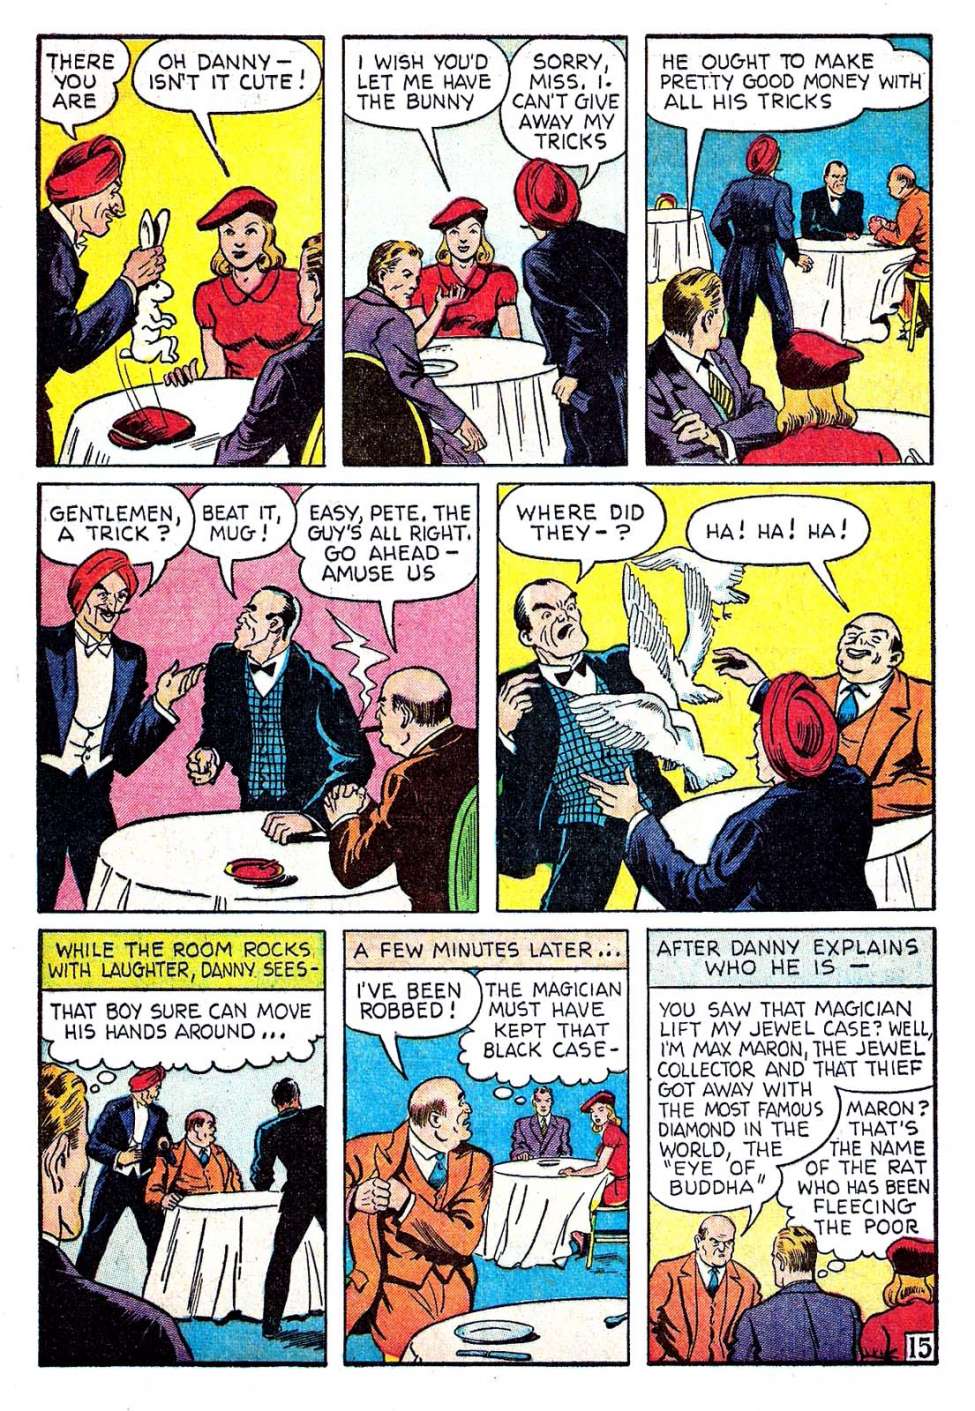 THERE
YOU
ARE
OH DANNY—
ISN'T IT CUTE!
I WISH YOU'D
LET ME HAVE
THE BUNNY
SORRY,
MISS. I
CAN'T GIVE
AWAY MY
TRICKS
HE OUGHT TO MAKE
PRETTY GOOD MONEY WITH
ALL HIS TRICKS
GENTLEMEN,
A TRICK?
BEAT IT,
MUG!
EASY, PETE, THE
GUY'S ALL RIGHT.
GO AHEAD—
AMUSE US
WHERE DID
THEY-?
HA! HA! HA!
WHILE THE ROOM ROCKS
WITH LAUGHTER, DANNY SEES-
THAT BOY SURE CAN MOVE
HIS HANDS AROUND...
A FEW MINUTES LATER...
I'VE BEEN
ROBBED!
THE MAGICIAN
MUST HAVE
KEPT THAT
BLACK CASE-
AFTER DANNY EXPLAINS
WHO HE IS —
YOU SAW THAT MAGICIAN
LIFT MY JEWEL CASE? WELL,
I'M MAX MARON, THE JEWEL
COLLECTOR AND THAT THIEF
GOT AWAY WITH
THE MOST FAMOUS
DIAMOND IN THE
WORLD, THE
"EYE OF
BUDDHA"
MARON?
THAT'S
THE NAME
OF THE RAT
WHO HAS BEEN
FLEECING
THE POOR
15